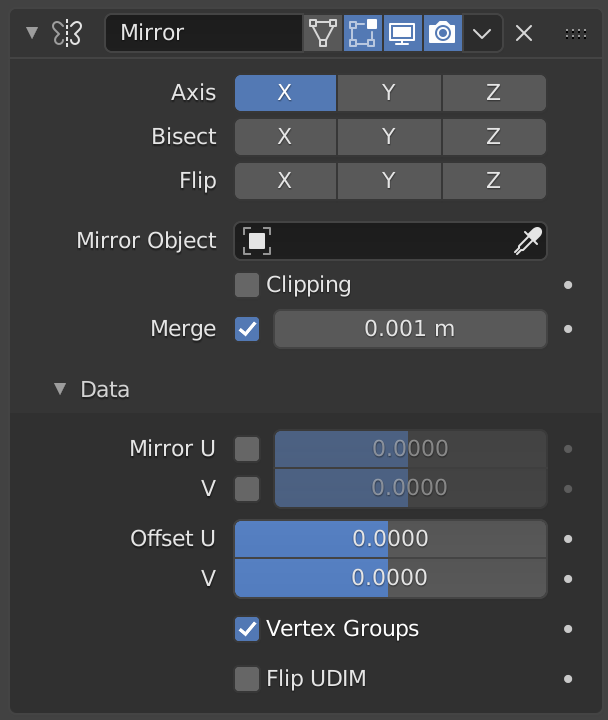 Mirror
Axis X Y Z
Bisect X Y Z
Flip X Y Z
Mirror Object
Clipping
Merge 0.001 m
Data
Mirror U 0.0000
V 0.0000
Offset U 0.0000
V 0.0000
Vertex Groups
Flip UDIM